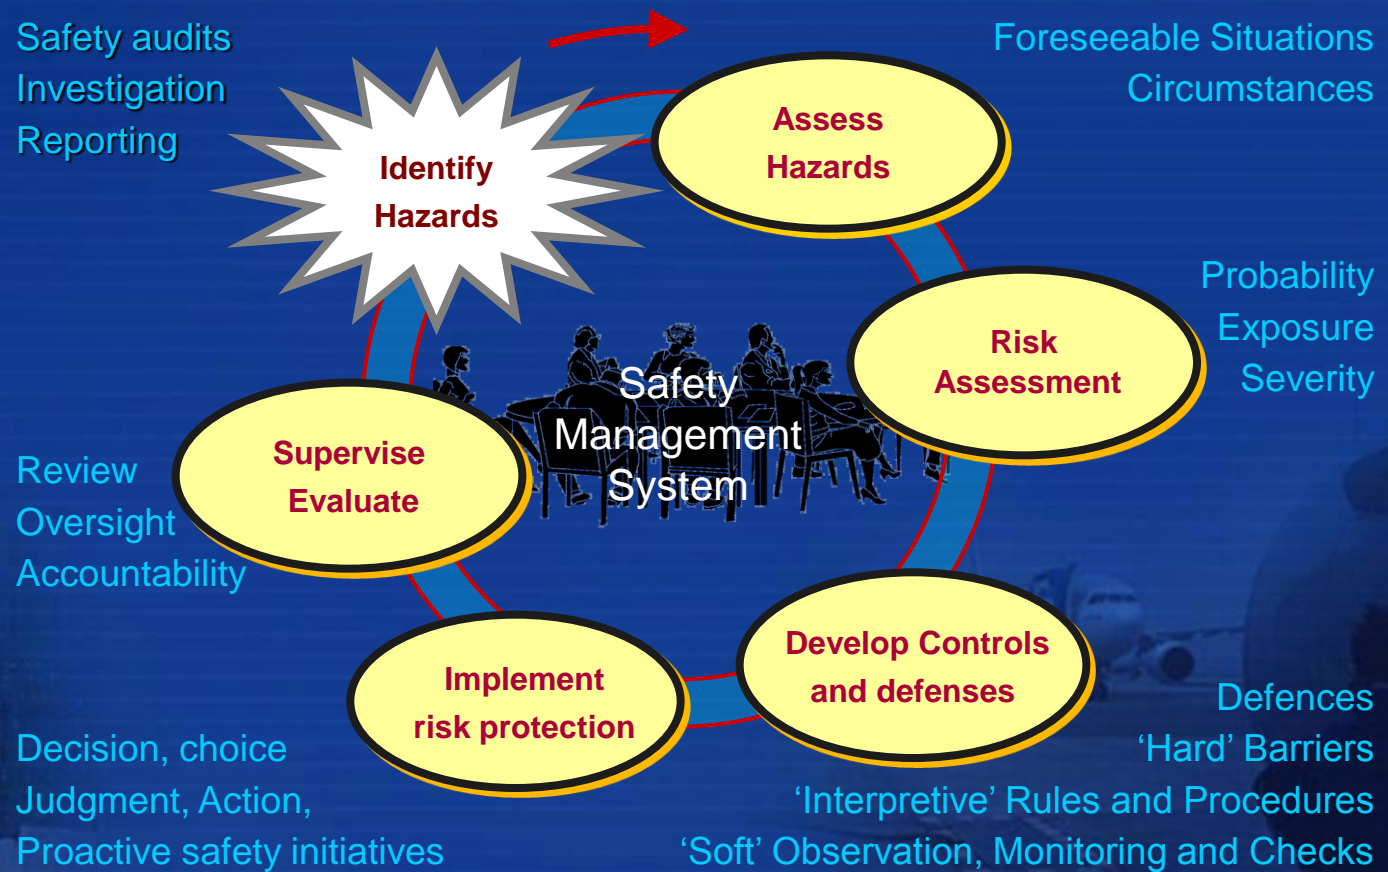 Safety audits
Investigation
Reporting
Foreseeable Situations
Circumstances
Identify
Hazards
Assess
Hazards
Probability
Exposure
Severity
Risk
Assessment
Safety
Management
System
Supervise
Evaluate
Review
Oversight
Accountability
Develop Controls
and defenses
Implement
risk protection
Defences
‘Hard’ Barriers
‘Interpretive’ Rules and Procedures
‘Soft’ Observation, Monitoring and Checks
Decision, choice
Judgment, Action,
Proactive safety initiatives